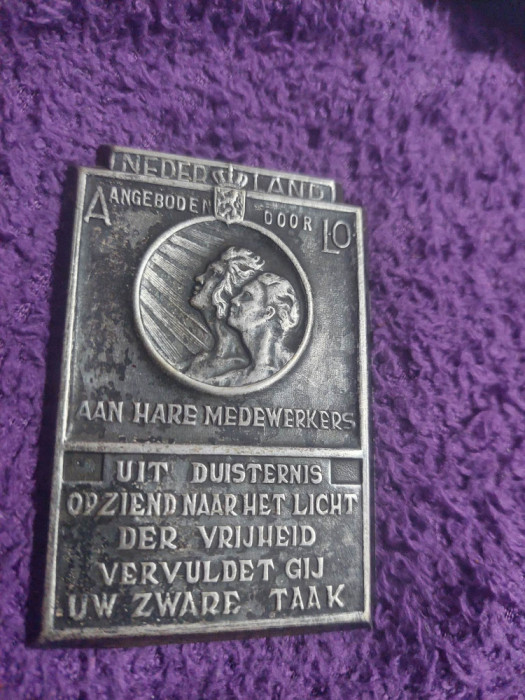 NEDERLAND
AANGEBODEN DOOR LO
AAN HARE MEDEWERKERS
UIT DUISTERNIS
OPZIEND NAAR HET LICHT
DER VRIJHEID
VERVULDET GIJ
UW ZWARE TAAK